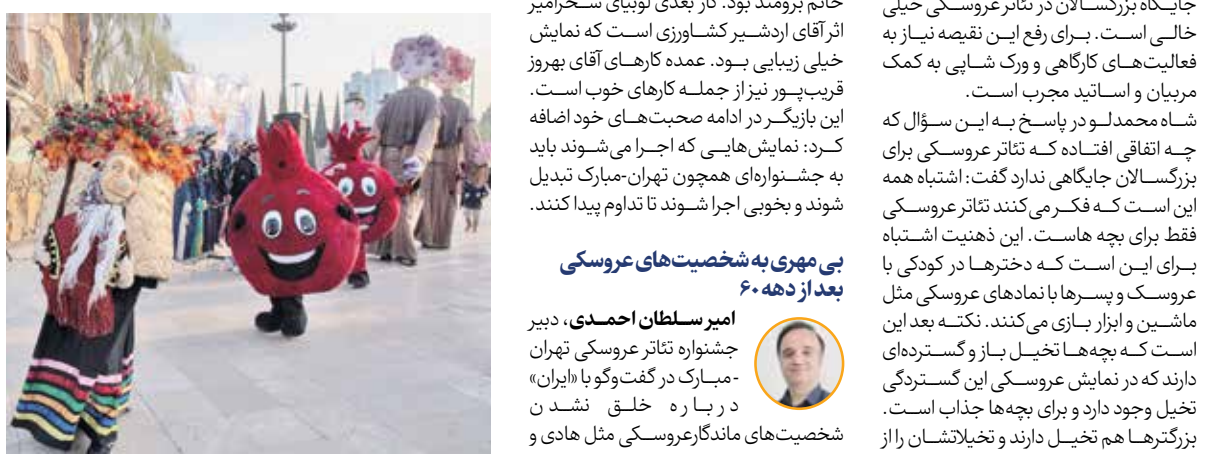 جایگاه بزرگسالان در تئاتر عروسکی خیلی
خالی است. برای رفع این نقیصه نیاز به
فعالیت‌های کارگاهی و ورک شاپی به کمک
مربیان و اساتید مجرب است.
شاه محمدلو در پاسخ به این سؤال که
چه اتفاقی افتاده که تئاتر عروسکی برای
بزرگسالان جایگاهی ندارد گفت: اشتباه همه
این است که فکر می‌کنند تئاتر عروسکی
فقط برای بچه هاست. این ذهنیت اشتباه
برای این است که دخترها در کودکی با
عروسک و پسرها با نمادهای عروسکی مثل
ماشین و ابزار بازی می‌کنند. نکته بعد این
است که بچه‌ها تخیل باز و گسترده‌ای
دارند که در نمایش عروسکی این گستردگی
تخیل وجود دارد و برای بچه‌ها جذاب است.
بزرگترها هم تخیل دارند و تخیلاتشان را از
خانم برومند بود. کار بعدی لوبیای سحرآمیز
اثر آقای اردشیر کشاورزی است که نمایش
خیلی زیبایی بود. عمده کارهای آقای بهروز
قریب‌پور نیز از جمله کارهای خوب است.
این بازیگر در ادامه صحبت‌های خود اضافه
کرد: نمایش‌هایی که اجرا می‌شوند باید
به جشنواره‌ای همچون تهران-مبارک تبدیل
شوند و بخوبی اجرا شوند تا تداوم پیدا کنند.
بی مهری به شخصیت‌های عروسکی
بعد از دهه ۶۰
امیر سلطان احمدی، دبیر
جشنواره تئاتر عروسکی تهران
-مبارک در گفت‌وگو با «ایران»
درباره خلق نشدن
شخصیت‌های ماندگار عروسکی مثل هادی و